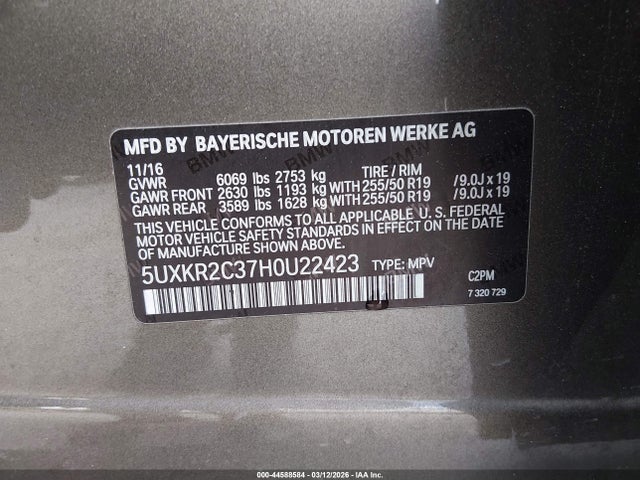 MFD BY BAYERISCHE MOTOREN WERKE AG
11/16
GVWR 6069 lbs 2753 kg TIRE / RIM
GAWR FRONT 2630 lbs 1193 kg WITH 255/50 R19 /9.0J x 19
GAWR REAR 3589 lbs 1628 kg WITH 255/50 R19 /9.0J x 19
THIS VEHICLE CONFORMS TO ALL APPLICABLE U. S. FEDERAL
MOTOR VEHICLE SAFETY STANDARDS IN EFFECT ON THE DATE
OF MANUFACTURE SHOWN ABOVE.
5UXKR2C37H0U22423 TYPE: MPV
C2PM
7 320 729
000-44588584 | 03/12/2026 | IAA, Inc.